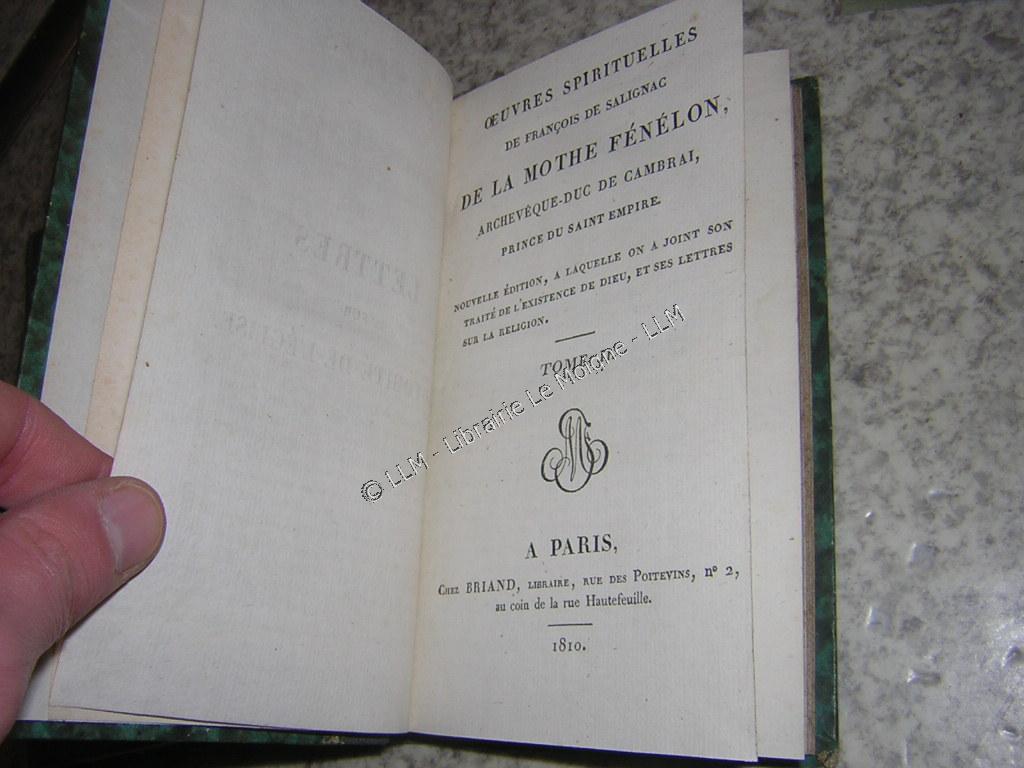 ŒUVRES SPIRITUELLES
DE FRANÇOIS DE SALIGNAC
DE LA MOTHE FÉNÉLON,
ARCHEVÊQUE-DUC DE CAMBRAI,
PRINCE DU SAINT EMPIRE.
NOUVELLE ÉDITION, A LAQUELLE ON A JOINT SON
TRAITÉ DE L'EXISTENCE DE DIEU, ET SES LETTRES
SUR LA RELIGION.
TOME
© LLM - Librairie Le Moigne - LLM
A PARIS,
CHEZ BRIAND, LIBRAIRE, RUE DES POITEVINS, nº 2,
au coin de la rue Hautefeuille.
1810.